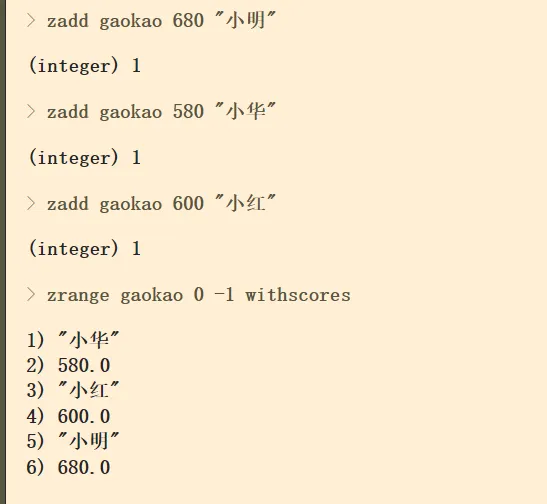 > zadd gaokao 680 "小明"
(integer) 1
> zadd gaokao 580 "小华"
(integer) 1
> zadd gaokao 600 "小红"
(integer) 1
> zrange gaokao 0 -1 withscores
1) "小华"
2) 580.0
3) "小红"
4) 600.0
5) "小明"
6) 680.0